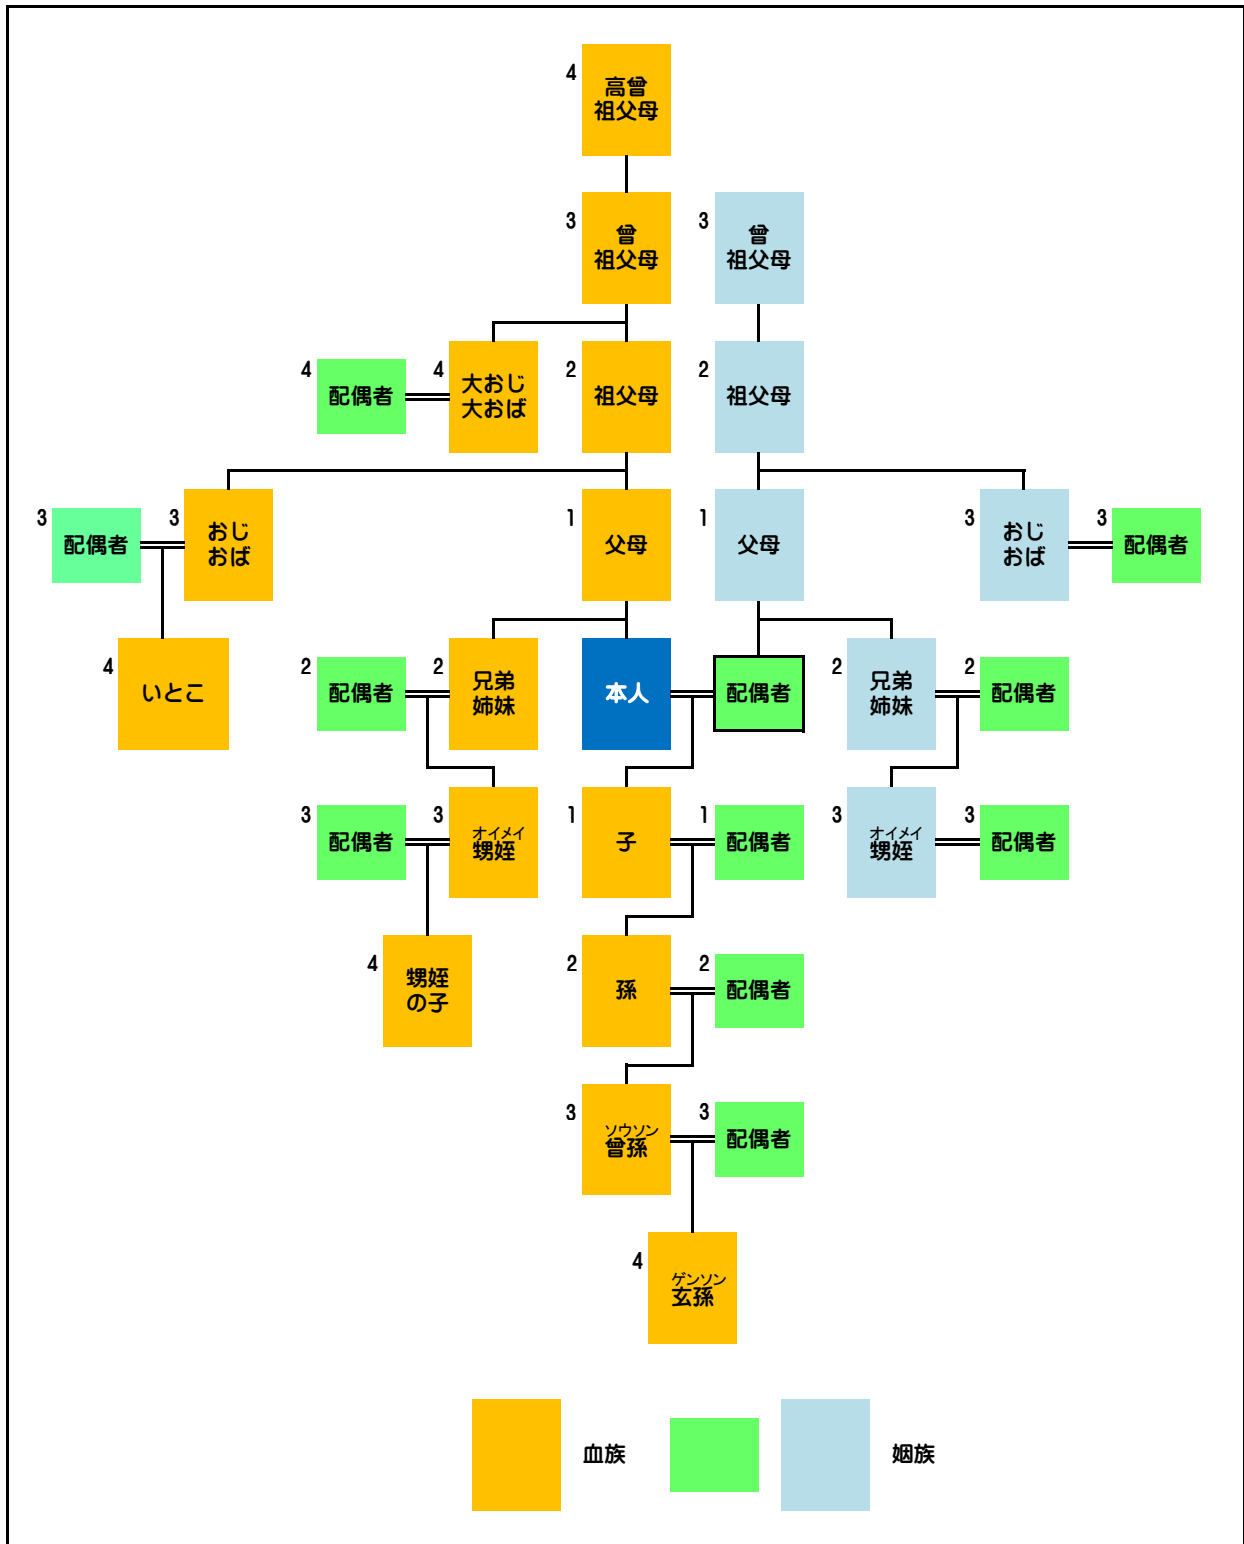 4
高曾
祖父母
3
曾
祖父母
3
曾
祖父母
4
配偶者
4
大おじ
大おば
2
祖父母
2
祖父母
3
配偶者
3
おじ
おば
1
父母
1
父母
3
おじ
おば
3
配偶者
4
いとこ
2
配偶者
2
兄弟
姉妹
本人
配偶者
2
兄弟
姉妹
2
配偶者
3
配偶者
3
オイメイ
甥姪
1
子
1
配偶者
3
オイメイ
甥姪
3
配偶者
4
甥姪
の子
2
孫
2
配偶者
3
ソウソン
曾孫
3
配偶者
4
ゲンソン
玄孫
血族
姻族